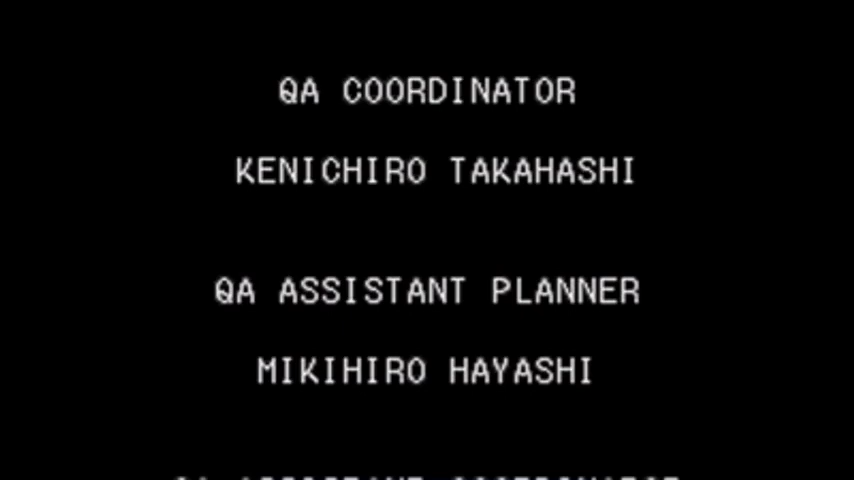 QA COORDINATOR
KENICHIRO TAKAHASHI
QA ASSISTANT PLANNER
MIKIHIRO HAYASHI